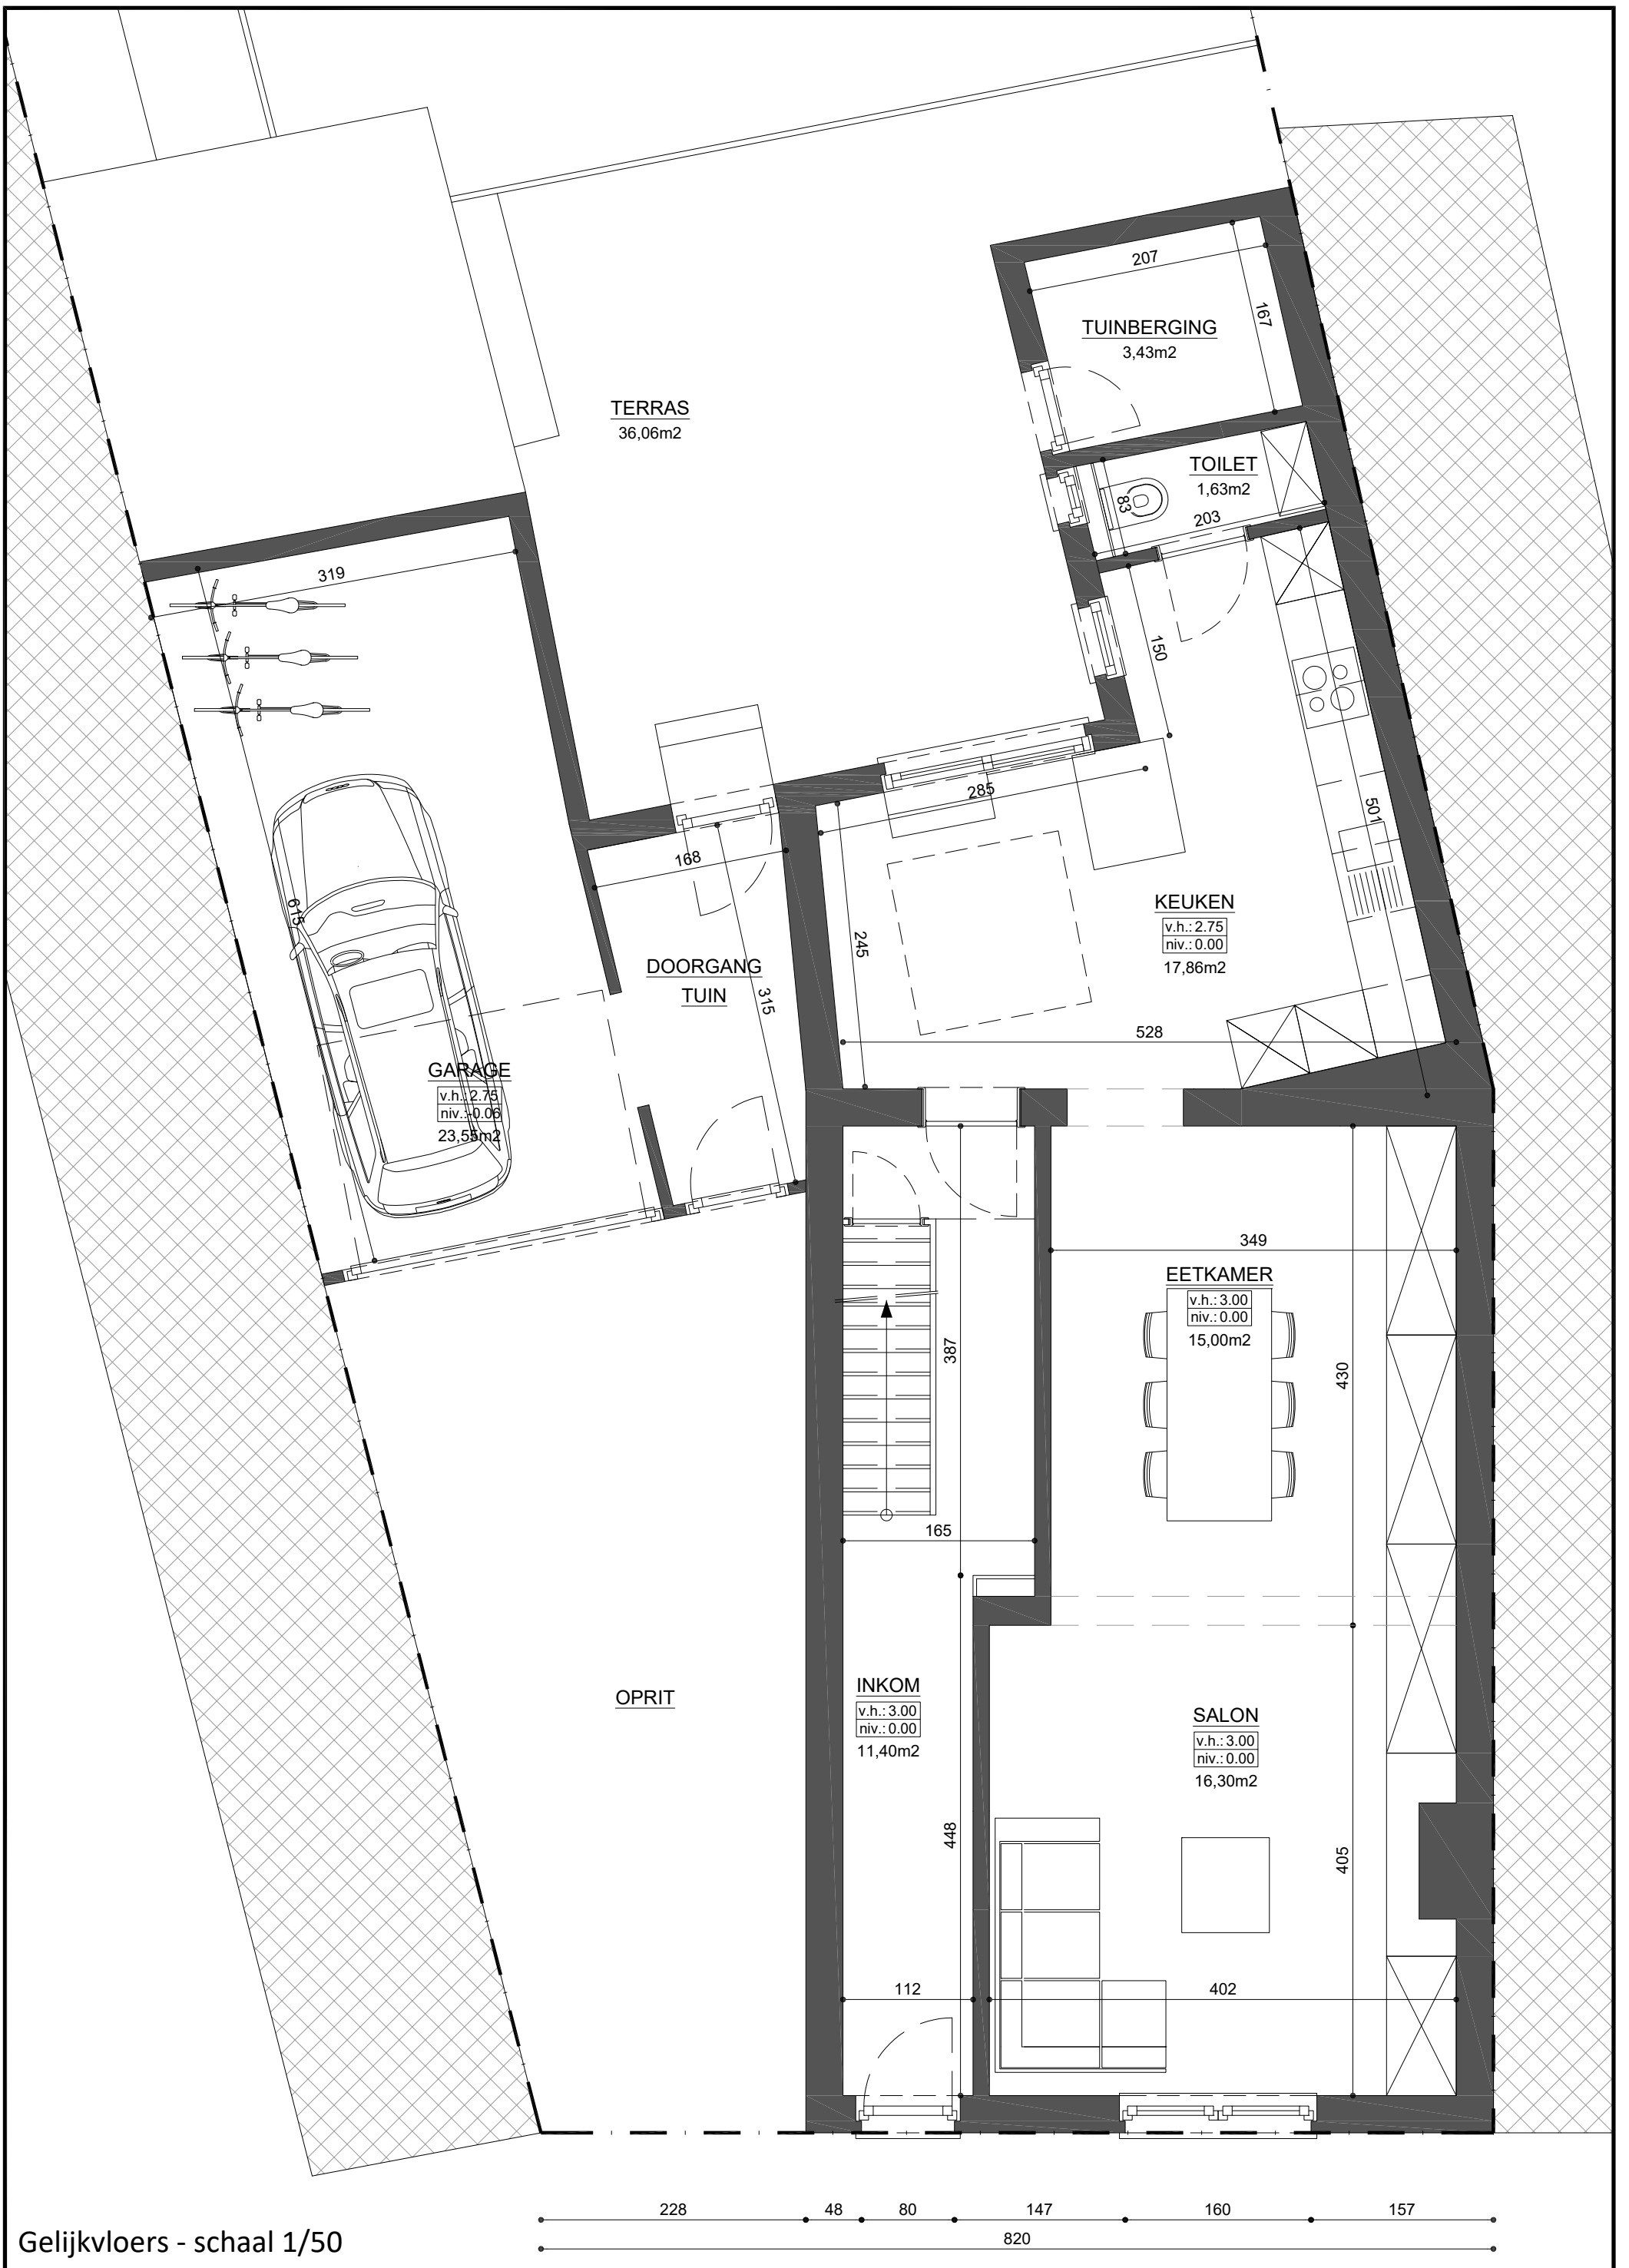 207
167
TUINBERGING
3,43m2
TERRAS
36,06m2
TOILET
1,63m2
83
203
319
150
285
501
168
615
245
KEUKEN
v.h.: 2.75
niv.: 0.00
17,86m2
DOORGANG
TUIN
315
528
GARAGE
v.h.: 2.75
niv.:-0.06
23,55m2
349
EETKAMER
v.h.: 3.00
niv.: 0.00
15,00m2
387
430
165
INKOM
v.h.: 3.00
niv.: 0.00
11,40m2
OPRIT
SALON
v.h.: 3.00
niv.: 0.00
16,30m2
448
405
112
402
228
48
80
147
160
157
820
Gelijkvloers - schaal 1/50